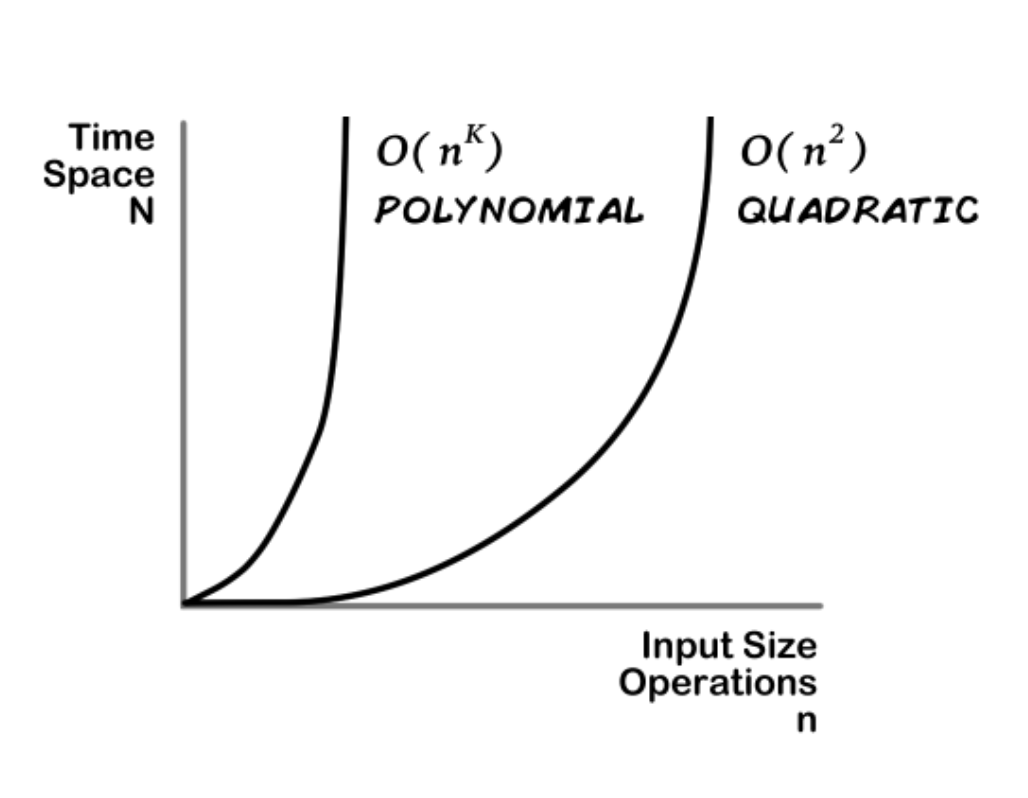 Time
Space
N
O( n^K )
POLYNOMIAL
O( n^2 )
QUADRATIC
Input Size
Operations
n